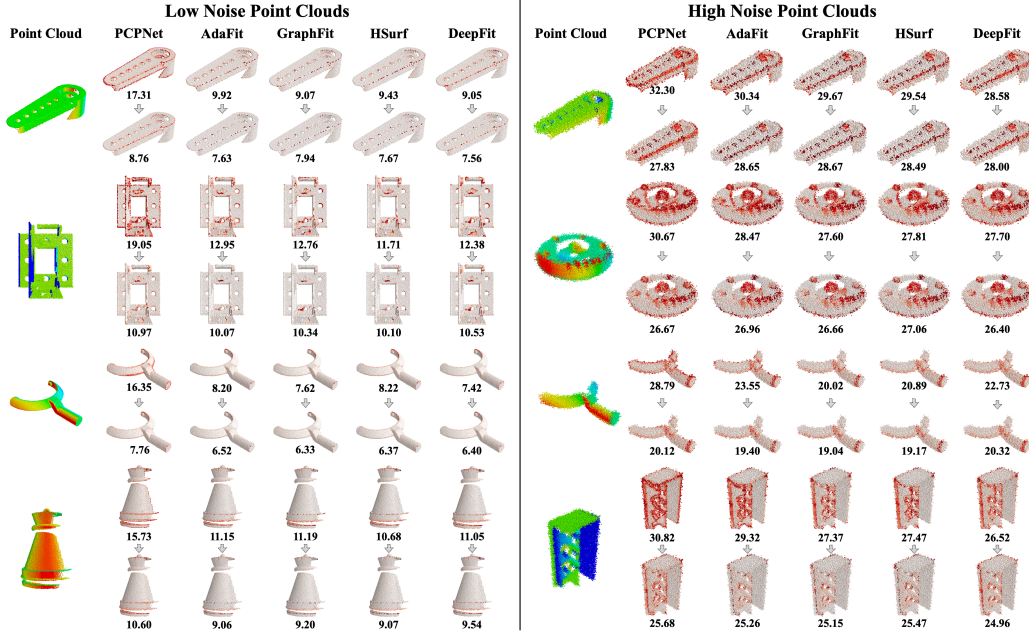 Low Noise Point Clouds
Point Cloud PCPNet AdaFit GraphFit HSurf DeepFit
17.31 9.92 9.07 9.43 9.05
8.76 7.63 7.94 7.67 7.56
19.05 12.95 12.76 11.71 12.38
10.97 10.07 10.34 10.10 10.53
16.35 8.20 7.62 8.22 7.42
7.76 6.52 6.33 6.37 6.40
15.73 11.15 11.19 10.68 11.05
10.60 9.06 9.20 9.07 9.54
High Noise Point Clouds
Point Cloud PCPNet AdaFit GraphFit HSurf DeepFit
32.30 30.34 29.67 29.54 28.58
27.83 28.65 28.67 28.49 28.00
30.67 28.47 27.60 27.81 27.70
26.67 26.96 26.66 27.06 26.40
28.79 23.55 20.02 20.89 22.73
20.12 19.40 19.04 19.17 20.32
30.82 29.32 27.37 27.47 26.52
25.68 25.26 25.15 25.47 24.96